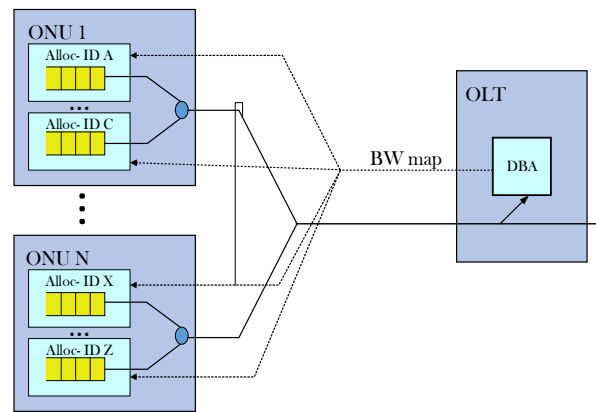 ONU 1
Alloc- ID A
...
Alloc- ID C
OLT
BW map
DBA
ONU N
Alloc- ID X
...
Alloc- ID Z